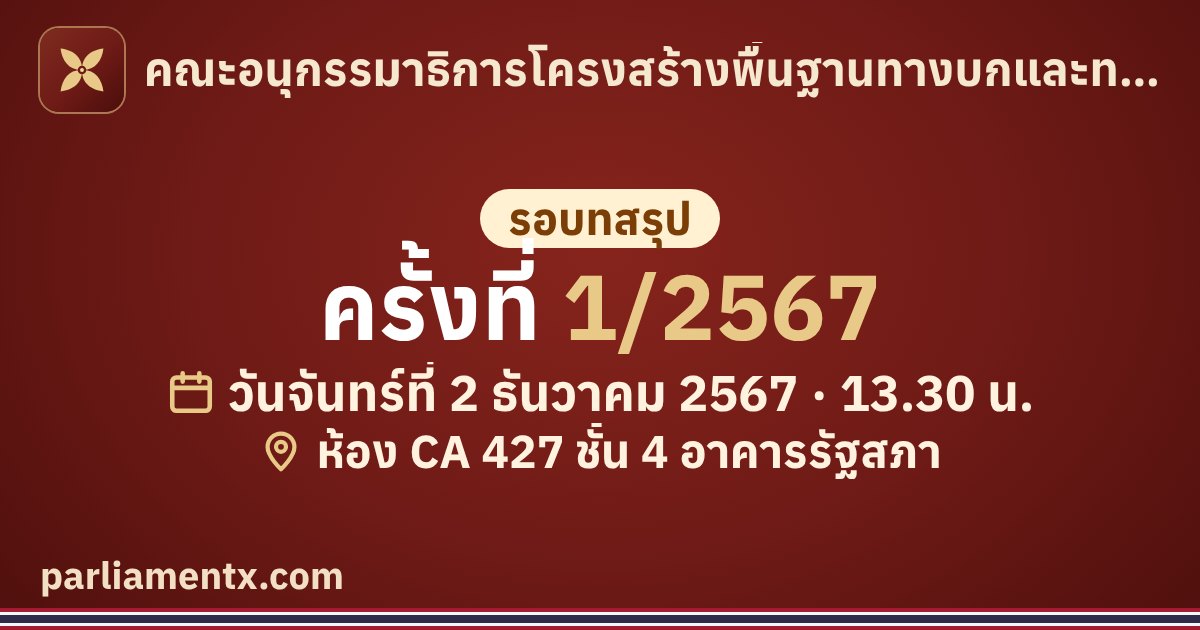 คณะอนุกรรมาธิการโครงสร้างพื้นฐานทางบกและท...
รอบทสรุป
ครั้งที่ 1/2567
วันจันทร์ที่ 2 ธันวาคม 2567 · 13.30 น.
ห้อง CA 427 ชั้น 4 อาคารรัฐสภา
parliamentx.com